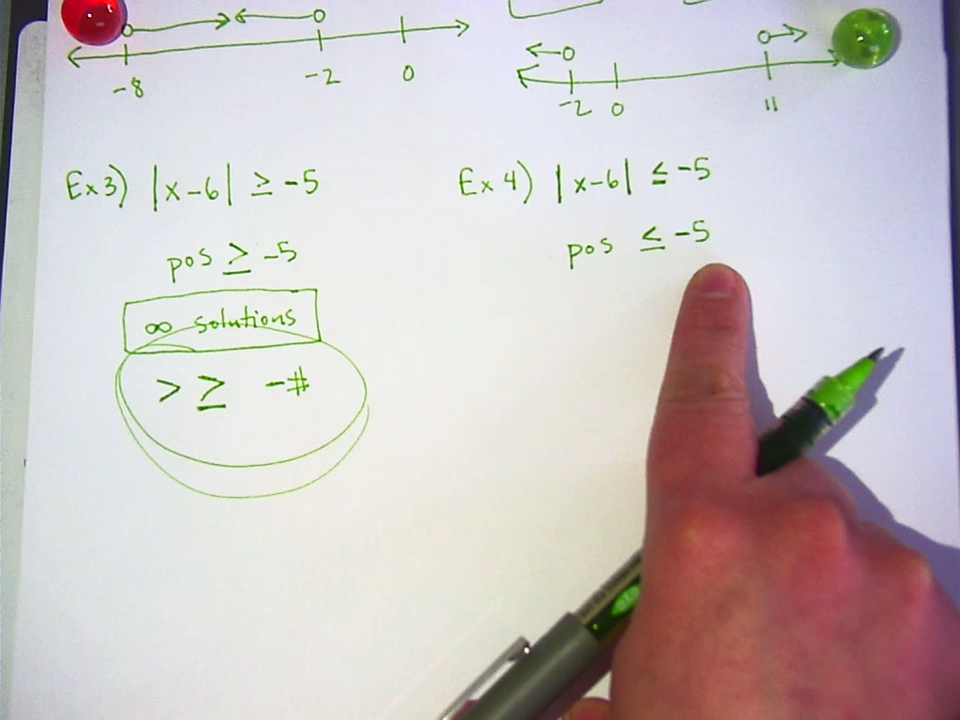 -8 -2 0
-2 0 11
Ex 3) |x-6| ≥ -5
pos ≥ -5
∞ solutions
> ≥ -#
Ex 4) |x-6| ≤ -5
pos ≤ -5